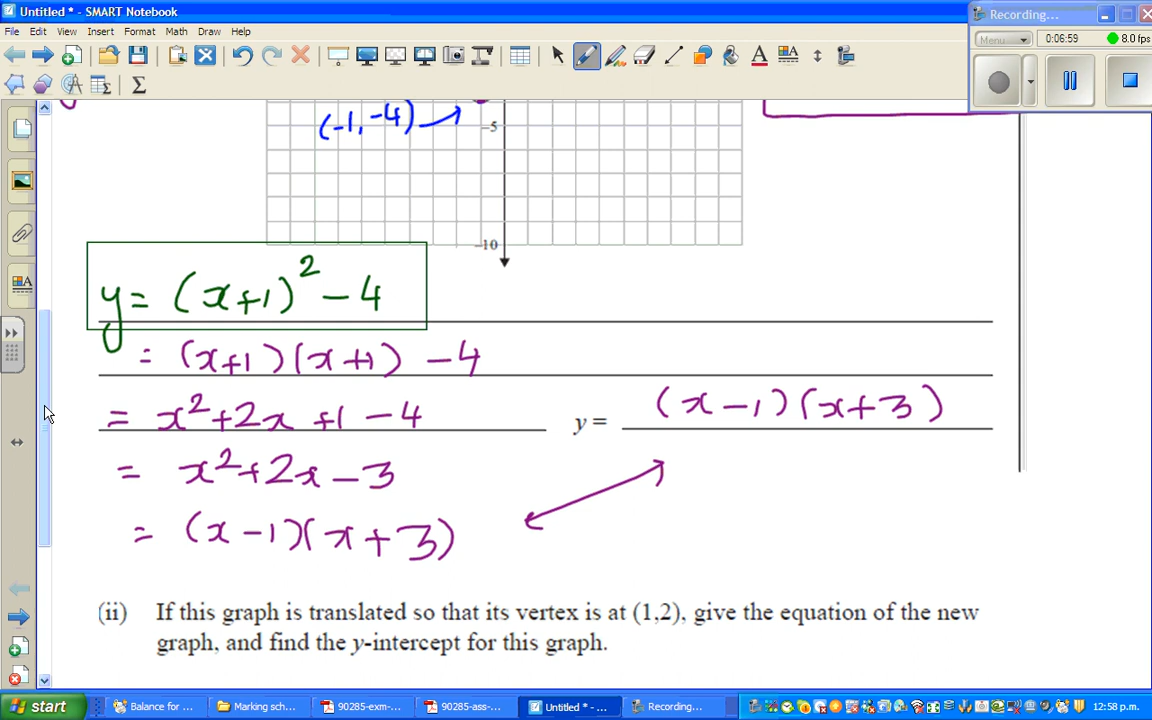 Untitled * - SMART Notebook
Recording...
File Edit View Insert Format Math Draw Help
Menu 0:06:59 8.0 fps
(-1, -4)
-5
-10
y = (x+1)² - 4
= (x+1)(x+1) - 4
= x² + 2x + 1 - 4
y = (x - 1)(x + 3)
= x² + 2x - 3
= (x - 1)(x + 3)
(ii) If this graph is translated so that its vertex is at (1,2), give the equation of the new
graph, and find the y-intercept for this graph.
start Balance for ... Marking sch... 90285-exm-... 90285-ass-... Untitled * - ... Recording... 12:58 p.m.